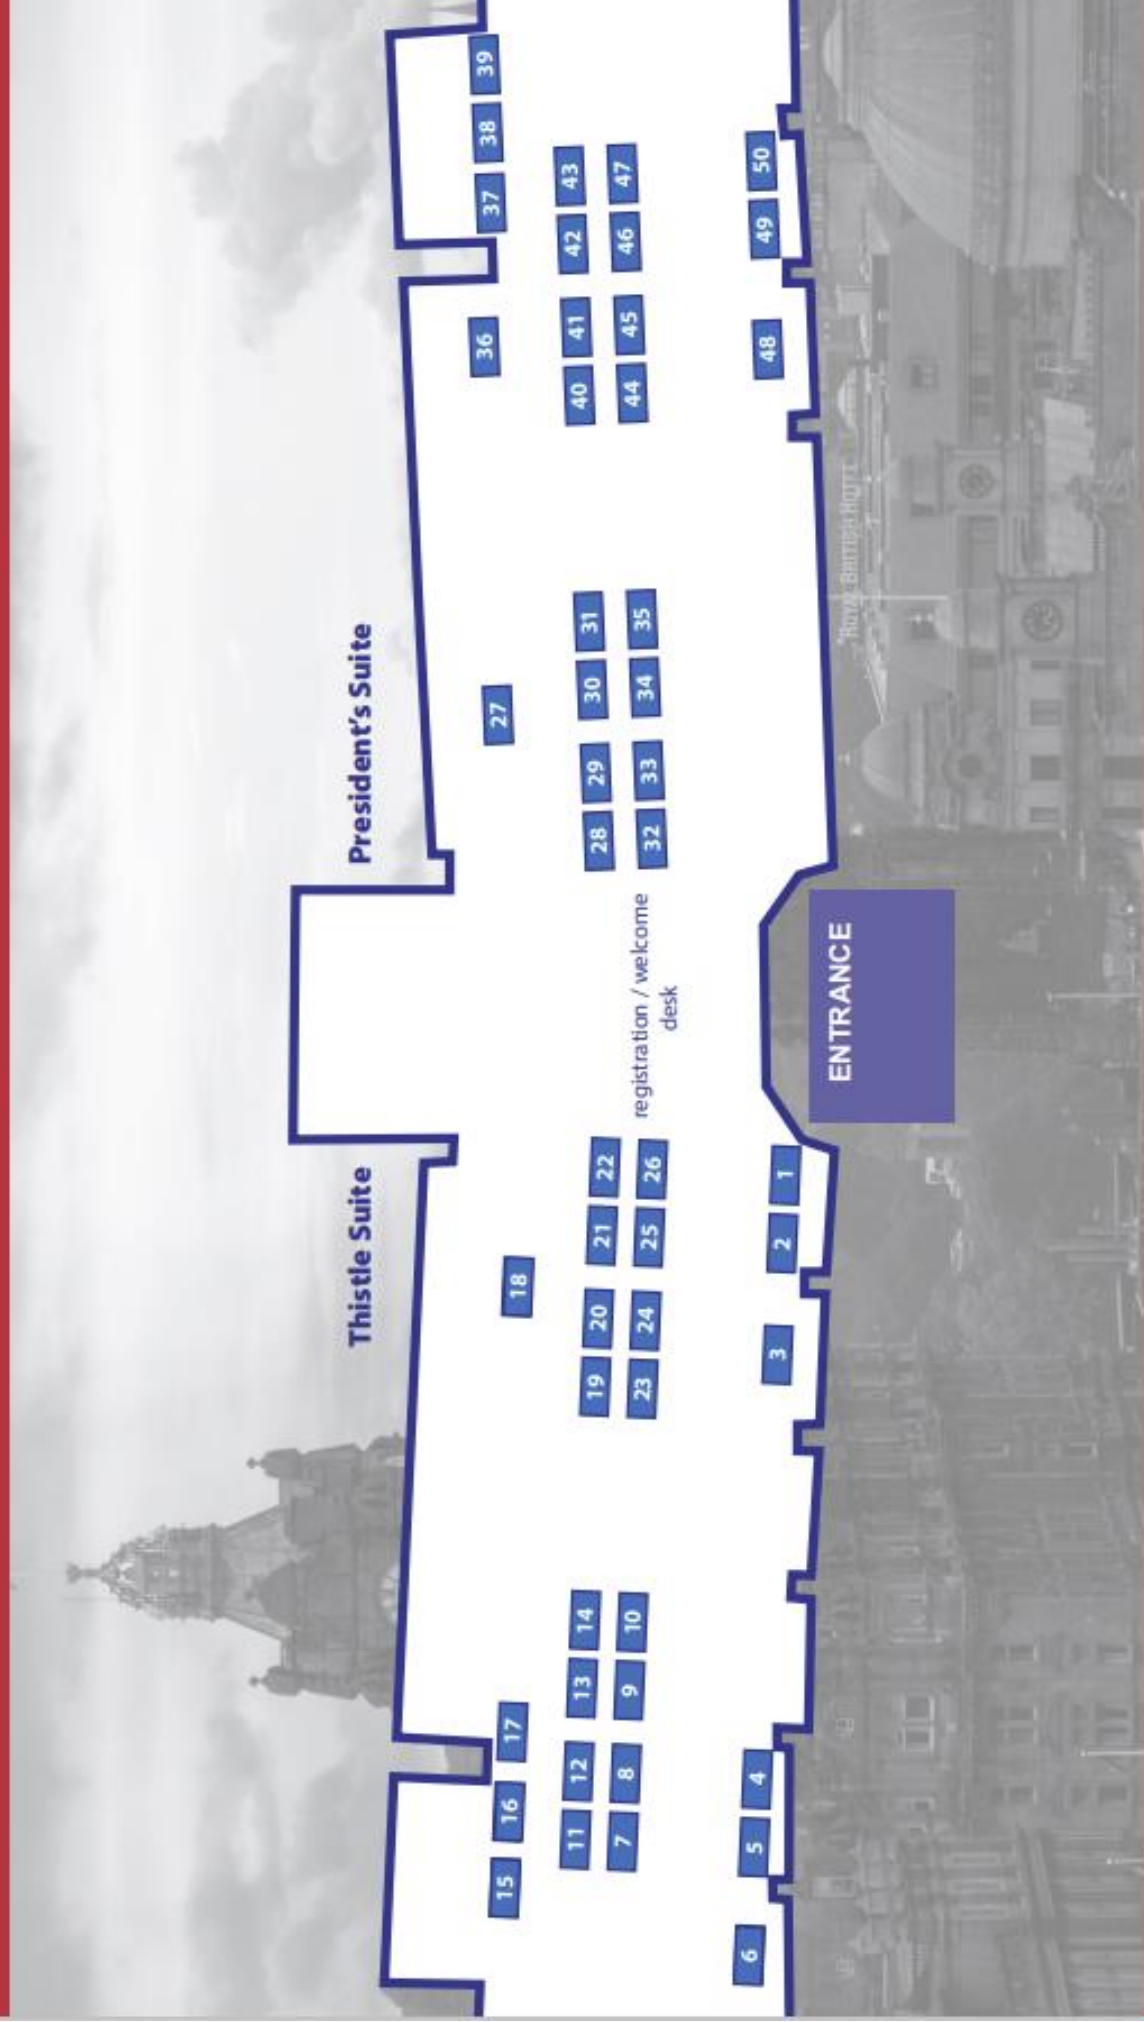 Thistle Suite
President's Suite
15 16 17 18 27 36 37 38 39
11 12 13 14 19 20 21 22 28 29 30 31 40 41 42 43
7 8 9 10 23 24 25 26 32 33 34 35 44 45 46 47
registration / welcome
desk
6 5 4 3 2 1 48 49 50
ENTRANCE
ROYAL BRITISH HOTEL